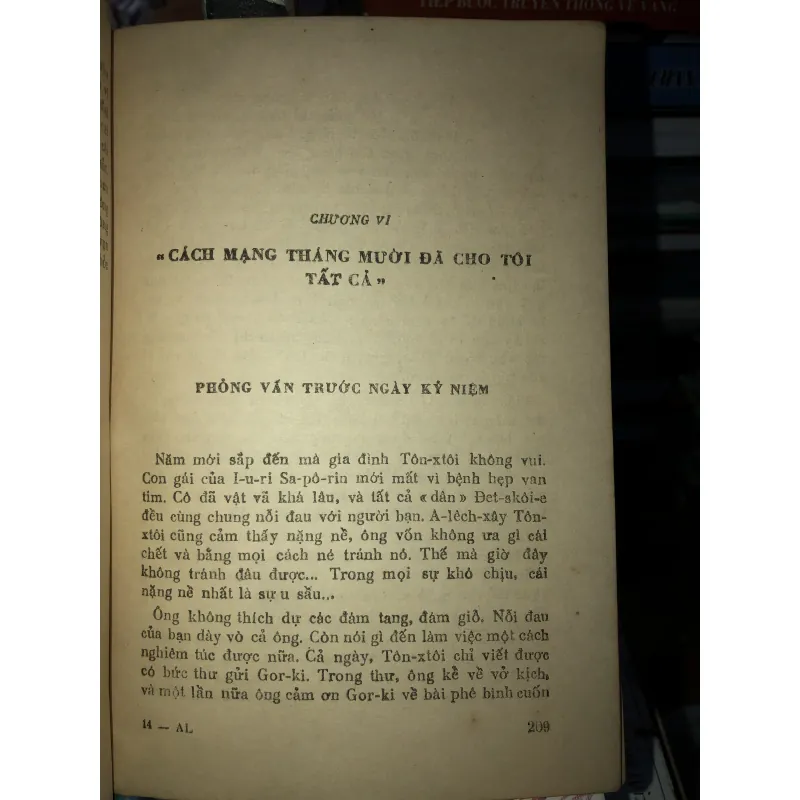 TIẾP BƯỚC TRUYỀN THỐNG VẺ VANG
CHƯƠNG VI
«CÁCH MẠNG THÁNG MƯỜI ĐÃ CHO TÔI
TẤT CẢ»
PHỎNG VẤN TRƯỚC NGÀY KỶ NIỆM
Năm mới sắp đến mà gia đình Tôn-xtôi không vui.
Con gái của I-u-ri Sa-pô-rin mới mất vì bệnh hẹp van
tim. Cô đã vật vã khá lâu, và tất cả «dân» Đet-skôi-e
đều cùng chung nỗi đau với người bạn. A-lếch-xây Tôn-
xtôi cũng cảm thấy nặng nề, ông vốn không ưa gì cái
chết và bằng mọi cách né tránh nó. Thế mà giờ đây
không tránh đâu được... Trong mọi sự khó chịu, cái
nặng nề nhất là sự u sầu...
Ông không thích dự các đám tang, đám giỗ. Nỗi đau
của bạn dày vò cả ông. Còn nói gì đến làm việc một cách
nghiêm túc được nữa. Cả ngày, Tôn-xtôi chỉ viết được
có bức thư gửi Gor-ki. Trong thư, ông kể về vở kịch,
và một lần nữa ông cảm ơn Gor-ki về bài phê bình cuốn
14 — AL
209